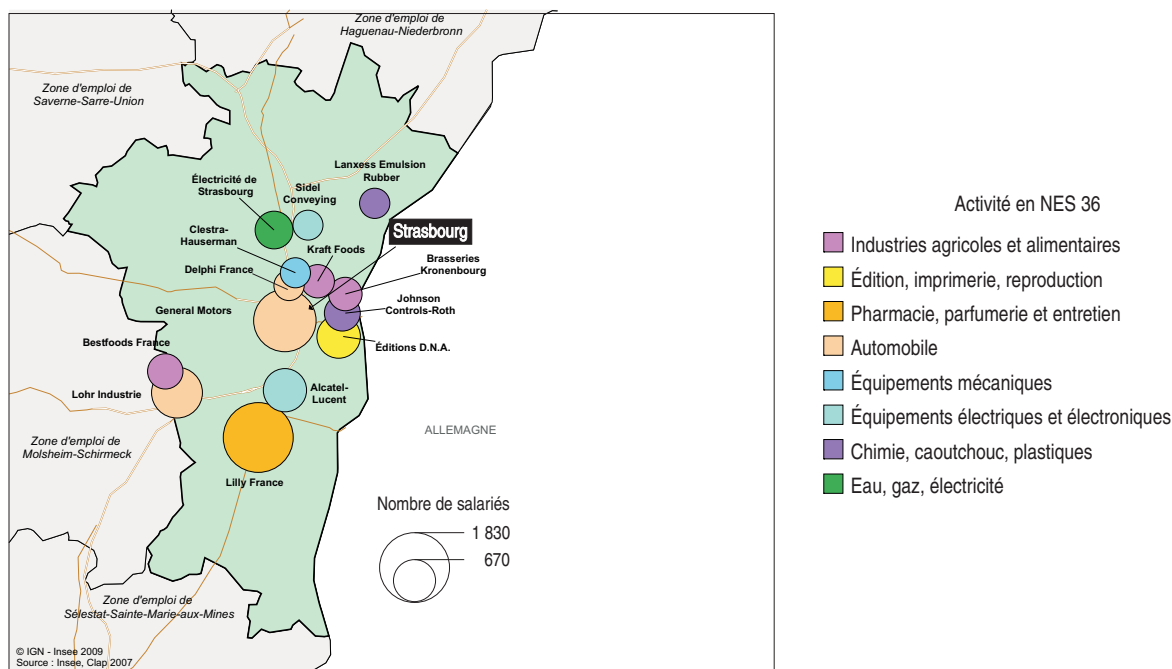 Zone d'emploi de
Haguenau-Niederbronn
Zone d'emploi de
Saverne-Sarre-Union
Lanxess Emulsion
Rubber
Électricité de
Strasbourg
Sidel
Conveying
Clestra-
Hauserman
Strasbourg
Kraft Foods
Brasseries
Kronenbourg
Delphi France
General Motors
Johnson
Controls-Roth
Bestfoods France
Éditions D.N.A.
Lohr Industrie
Alcatel-
Lucent
ALLEMAGNE
Zone d'emploi de
Molsheim-Schirmeck
Lilly France
Nombre de salariés
1 830
670
Zone d'emploi de
Sélestat-Sainte-Marie-aux-Mines
© IGN - Insee 2009
Source : Insee, Clap 2007
Activité en NES 36
Industries agricoles et alimentaires
Édition, imprimerie, reproduction
Pharmacie, parfumerie et entretien
Automobile
Équipements mécaniques
Équipements électriques et électroniques
Chimie, caoutchouc, plastiques
Eau, gaz, électricité